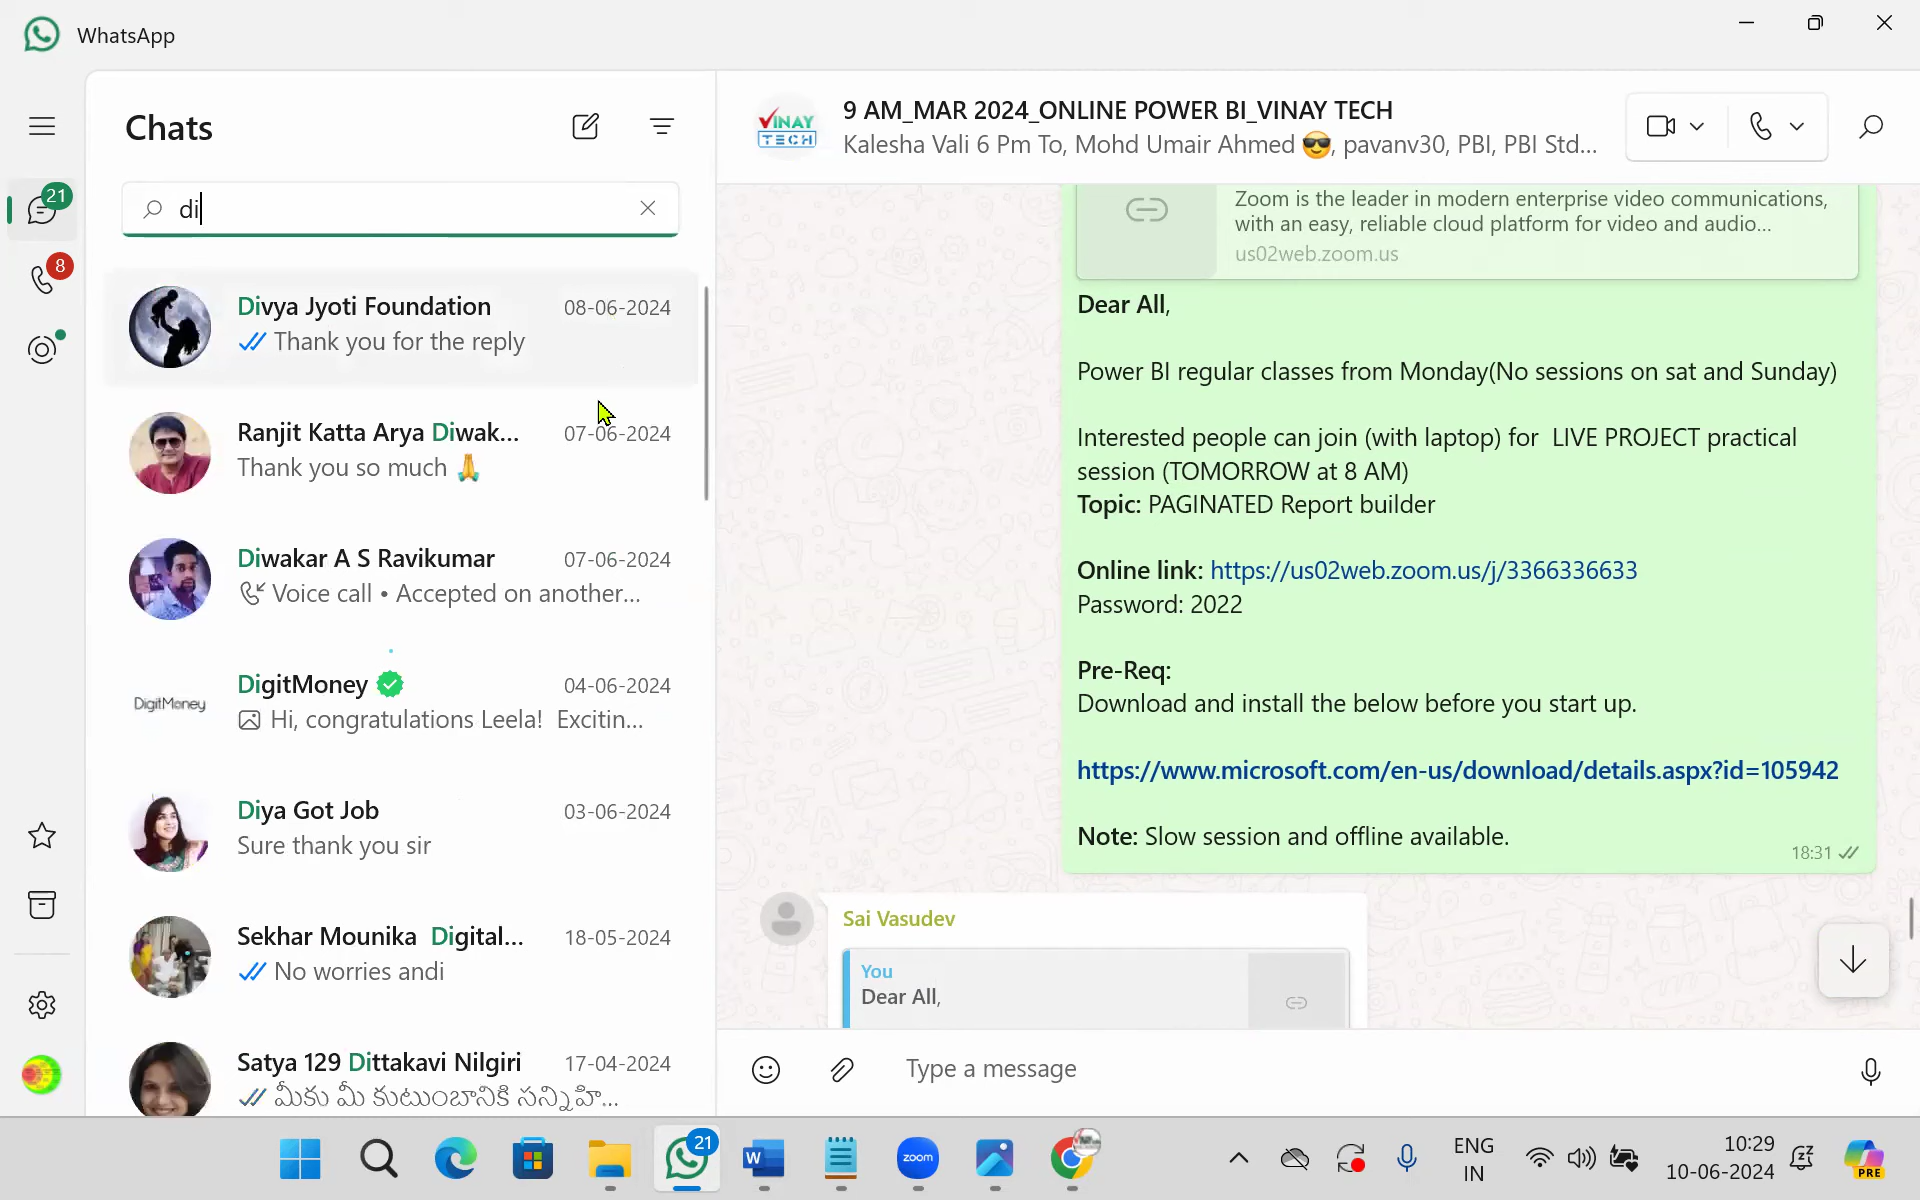 WhatsApp
21
8
Chats
di
Divya Jyoti Foundation 08-06-2024
Thank you for the reply
Ranjit Katta Arya Diwak... 07-06-2024
Thank you so much 🙏
Diwakar A S Ravikumar 07-06-2024
Voice call • Accepted on another...
DigitMoney
DigitMoney 04-06-2024
Hi, congratulations Leela! Excitin...
Diya Got Job 03-06-2024
Sure thank you sir
Sekhar Mounika Digital... 18-05-2024
No worries andi
Satya 129 Dittakavi Nilgiri 17-04-2024
మీకు మీ కుటుంబానికి సన్నిహి...
VINAY
TECH
9 AM_MAR 2024_ONLINE POWER BI_VINAY TECH
Kalesha Vali 6 Pm To, Mohd Umair Ahmed 😎, pavanv30, PBI, PBI Std...
Zoom is the leader in modern enterprise video communications,
with an easy, reliable cloud platform for video and audio...
us02web.zoom.us
Dear All,
Power BI regular classes from Monday(No sessions on sat and Sunday)
Interested people can join (with laptop) for LIVE PROJECT practical
session (TOMORROW at 8 AM)
Topic: PAGINATED Report builder
Online link: https://us02web.zoom.us/j/3366336633
Password: 2022
Pre-Req:
Download and install the below before you start up.
https://www.microsoft.com/en-us/download/details.aspx?id=105942
Note: Slow session and offline available.
18:31
Sai Vasudev
You
Dear All,
Type a message
21
W
zoom
ENG
IN
10:29
10-06-2024
PRE